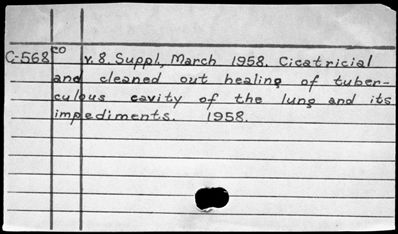 C-568 co v.8. Suppl, March 1958. Cicatricial
and cleaned out healing of tuber-
culous cavity of the lung and its
impediments. 1958.